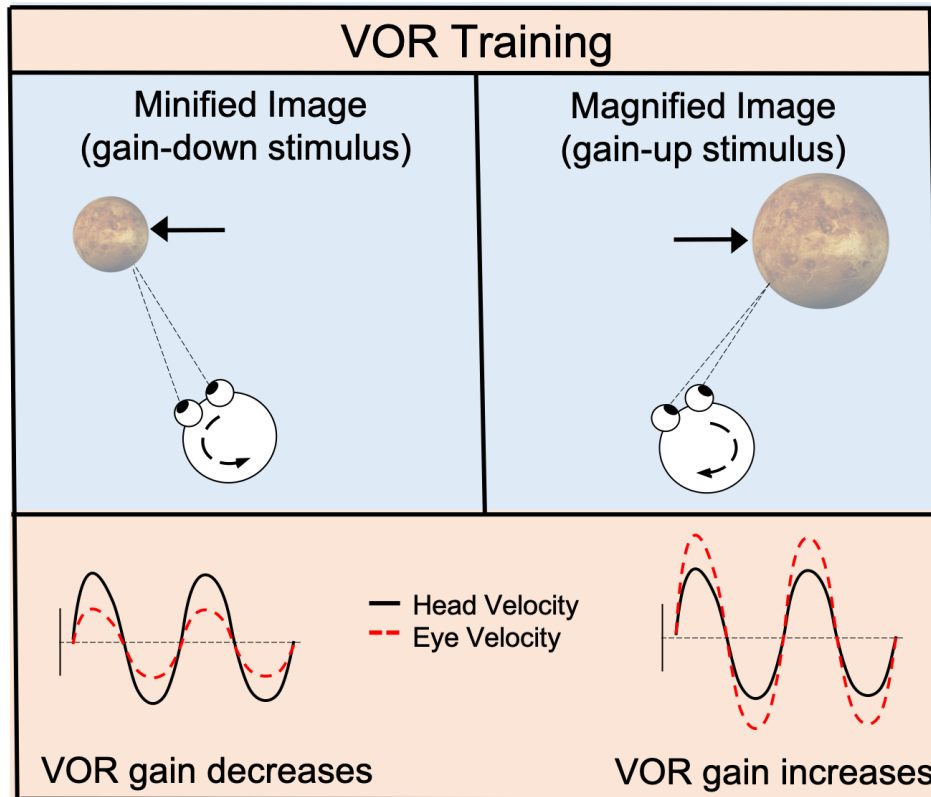 VOR Training
Minified Image
(gain-down stimulus)
Magnified Image
(gain-up stimulus)
Head Velocity
Eye Velocity
VOR gain decreases
VOR gain increases